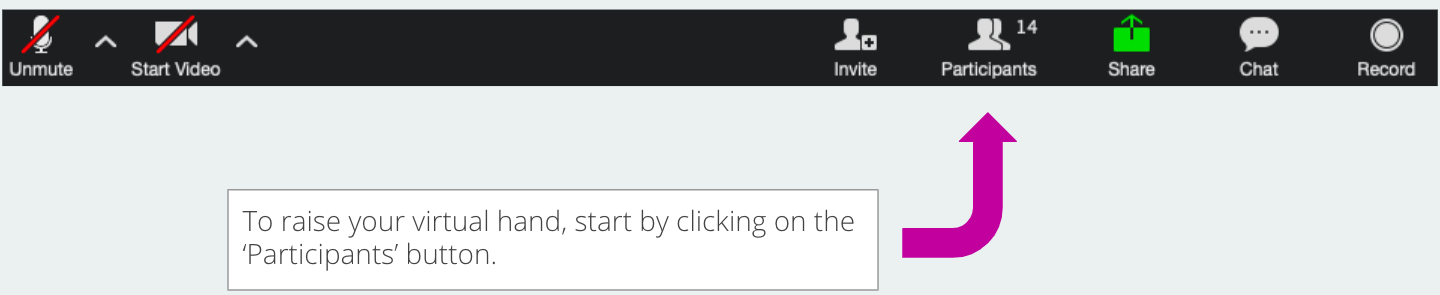 14
Unmute
Start Video
Invite
Participants
Share
Chat
Record
To raise your virtual hand, start by clicking on the
‘Participants’ button.